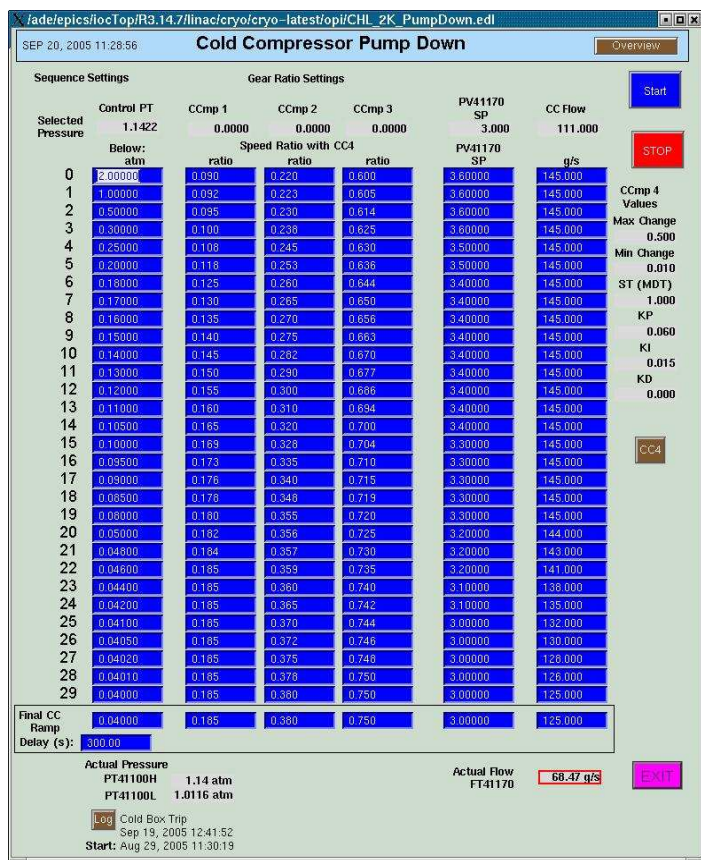 /ade/epics/iocTop/R3.14.7/linac/cryo/cryo-latest/opi/CHL_2K_PumpDown.edl
SEP 20, 2005 11:28:56 Cold Compressor Pump Down Overview
Sequence Settings Gear Ratio Settings Start
Control PT CCmp 1 CCmp 2 CCmp 3 PV41170 SP CC Flow
Selected Pressure 1.1422 0.0000 0.0000 0.0000 3.000 111.000
STOP
Below: Speed Ratio with CC4 PV41170
atm ratio ratio ratio SP g/s
0 2.00000 0.090 0.220 0.600 3.60000 145.000
1 1.00000 0.092 0.223 0.605 3.60000 145.000
2 0.50000 0.095 0.230 0.614 3.60000 145.000
3 0.30000 0.100 0.238 0.625 3.60000 145.000
4 0.25000 0.108 0.245 0.630 3.50000 145.000
5 0.20000 0.118 0.253 0.636 3.50000 145.000
6 0.18000 0.125 0.260 0.644 3.40000 145.000
7 0.17000 0.130 0.265 0.650 3.40000 145.000
8 0.16000 0.135 0.270 0.656 3.40000 145.000
9 0.15000 0.140 0.275 0.663 3.40000 145.000
10 0.14000 0.145 0.282 0.670 3.40000 145.000
11 0.13000 0.150 0.290 0.677 3.40000 145.000
12 0.12000 0.155 0.300 0.686 3.40000 145.000
13 0.11000 0.160 0.310 0.694 3.40000 145.000
14 0.10500 0.165 0.320 0.700 3.40000 145.000
15 0.10000 0.169 0.328 0.704 3.30000 145.000
16 0.09500 0.173 0.335 0.710 3.30000 145.000
17 0.09000 0.176 0.340 0.715 3.30000 145.000
18 0.08500 0.178 0.348 0.719 3.30000 145.000
19 0.08000 0.180 0.355 0.720 3.30000 145.000
20 0.05000 0.182 0.356 0.725 3.20000 144.000
21 0.04800 0.184 0.357 0.730 3.20000 143.000
22 0.04600 0.185 0.359 0.735 3.20000 141.000
23 0.04400 0.185 0.360 0.740 3.10000 138.000
24 0.04200 0.185 0.365 0.742 3.10000 135.000
25 0.04100 0.185 0.370 0.744 3.00000 132.000
26 0.04050 0.185 0.372 0.746 3.00000 130.000
27 0.04020 0.185 0.375 0.748 3.00000 128.000
28 0.04010 0.185 0.378 0.750 3.00000 126.000
29 0.04000 0.185 0.380 0.750 3.00000 125.000
CCmp 4
Values
Max Change
0.500
Min Change
0.010
ST (MDT)
1.000
KP
0.060
KI
0.015
KD
0.000
CC4
Final CC Ramp 0.04000 0.185 0.380 0.750 3.00000 125.000
Delay (s): 300.00
Actual Pressure
PT41100H 1.14 atm
PT41100L 1.0116 atm
Actual Flow
FT41170 68.47 g/s
EXIT
Log Cold Box Trip
Sep 19, 2005 12:41:52
Start: Aug 29, 2005 11:30:19